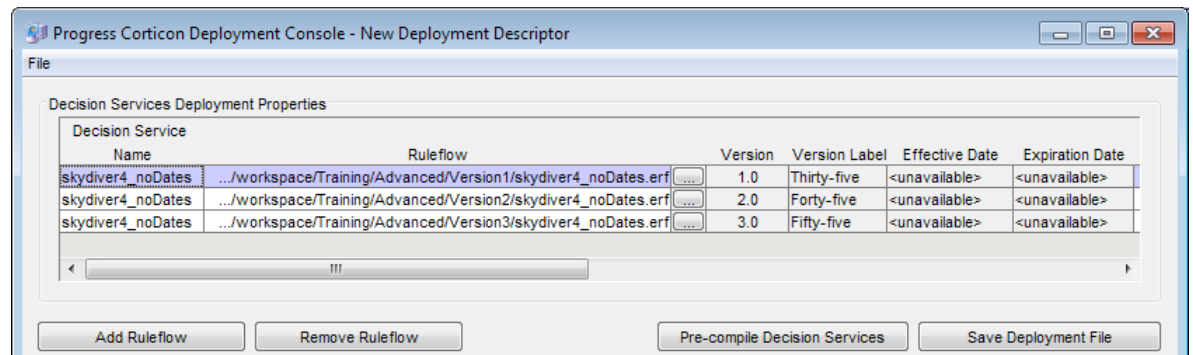 Progress Corticon Deployment Console - New Deployment Descriptor
File
Decision Services Deployment Properties
Decision Service
Name Ruleflow Version Version Label Effective Date Expiration Date
skydiver4_noDates .../workspace/Training/Advanced/Version1/skydiver4_noDates.erf ... 1.0 Thirty-five <unavailable> <unavailable>
skydiver4_noDates .../workspace/Training/Advanced/Version2/skydiver4_noDates.erf ... 2.0 Forty-five <unavailable> <unavailable>
skydiver4_noDates .../workspace/Training/Advanced/Version3/skydiver4_noDates.erf ... 3.0 Fifty-five <unavailable> <unavailable>
Add Ruleflow Remove Ruleflow Pre-compile Decision Services Save Deployment File